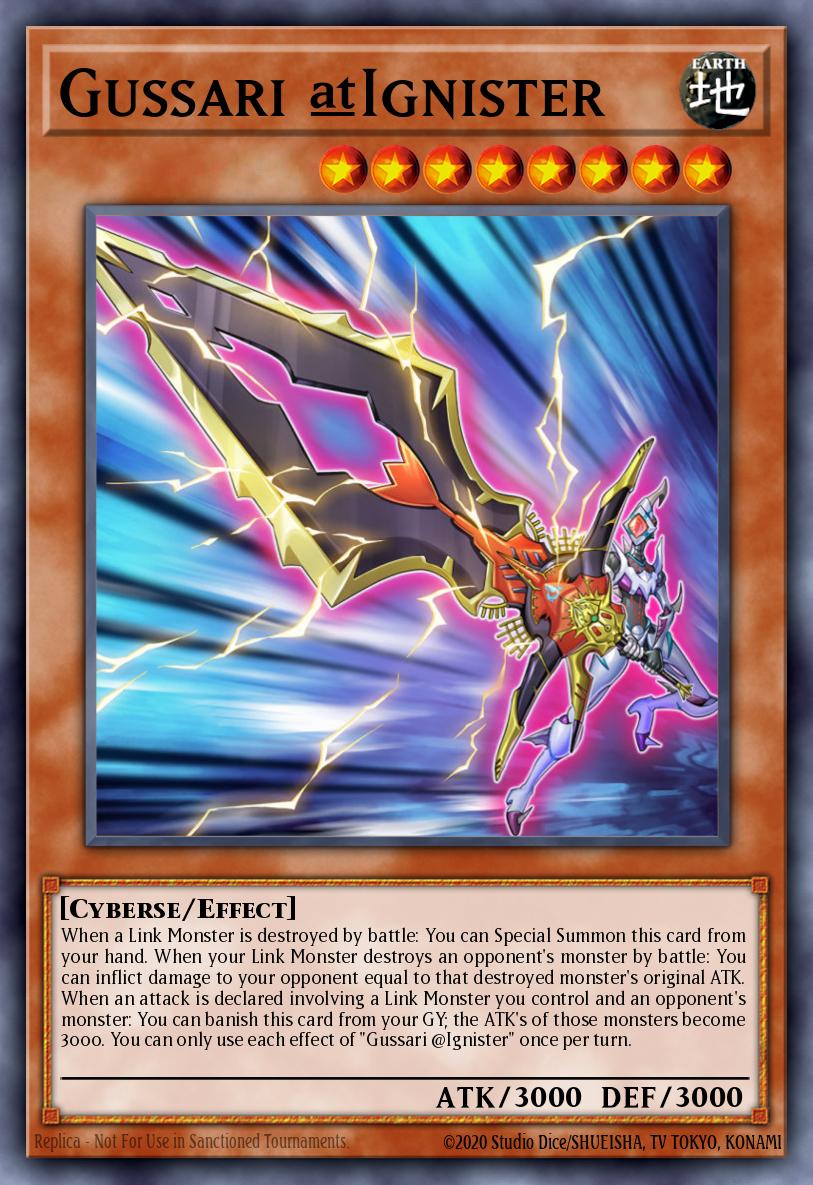 Gussari @Ignister
EARTH
地
[Cyberse/Effect]
When a Link Monster is destroyed by battle: You can Special Summon this card from
your hand. When your Link Monster destroys an opponent's monster by battle: You
can inflict damage to your opponent equal to that destroyed monster's original ATK.
When an attack is declared involving a Link Monster you control and an opponent's
monster: You can banish this card from your GY; the ATK's of those monsters become
3000. You can only use each effect of "Gussari @Ignister" once per turn.
ATK/3000 DEF/3000
Replica - Not For Use in Sanctioned Tournaments.
©2020 Studio Dice/SHUEISHA, TV TOKYO, KONAMI